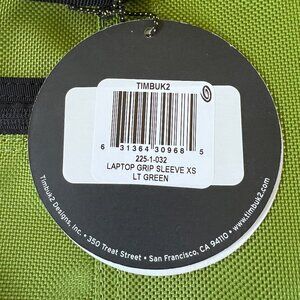 TIMBUK2
6 31364 30968 5
225-1-032
LAPTOP GRIP SLEEVE XS
LT GREEN
Timbuk2 Designs, Inc. • 350 Treat Street • San Francisco, CA 94110 • www.timbuk2.com